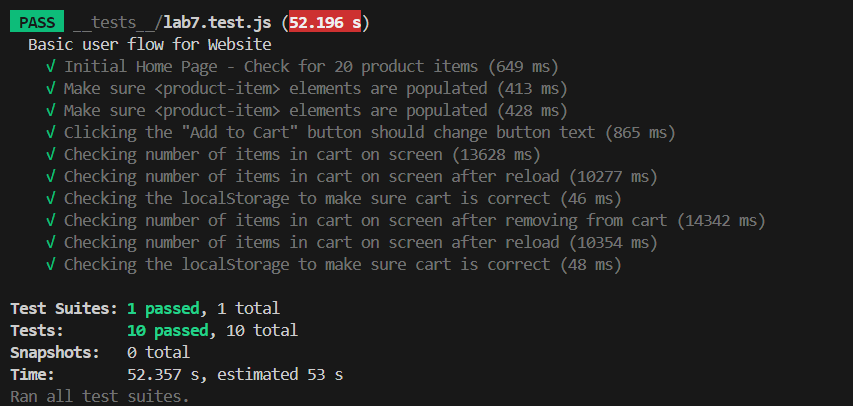 PASS __tests__/lab7.test.js (52.196 s)
Basic user flow for Website
√ Initial Home Page - Check for 20 product items (649 ms)
√ Make sure <product-item> elements are populated (413 ms)
√ Make sure <product-item> elements are populated (428 ms)
√ Clicking the "Add to Cart" button should change button text (865 ms)
√ Checking number of items in cart on screen (13628 ms)
√ Checking number of items in cart on screen after reload (10277 ms)
√ Checking the localStorage to make sure cart is correct (46 ms)
√ Checking number of items in cart on screen after removing from cart (14342 ms)
√ Checking number of items in cart on screen after reload (10354 ms)
√ Checking the localStorage to make sure cart is correct (48 ms)
Test Suites: 1 passed, 1 total
Tests: 10 passed, 10 total
Snapshots: 0 total
Time: 52.357 s, estimated 53 s
Ran all test suites.